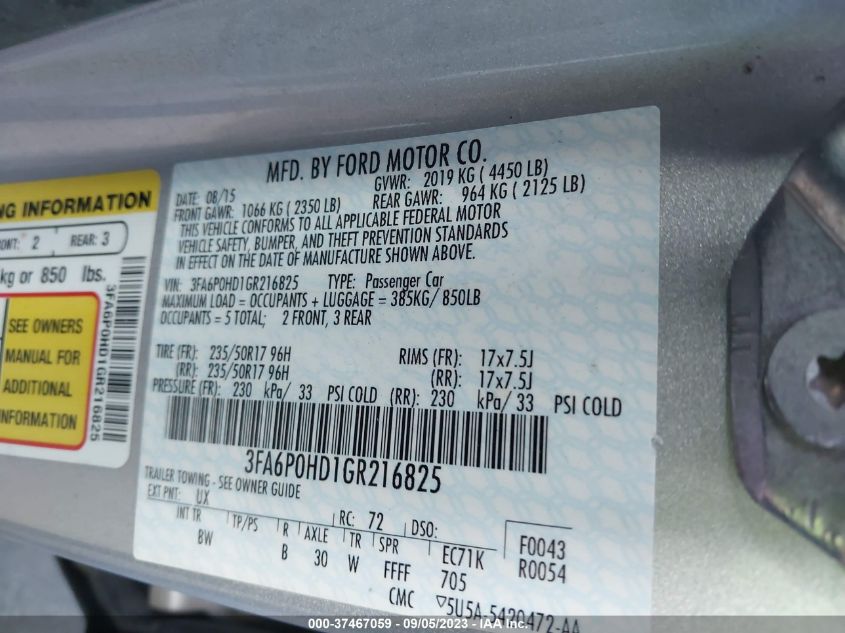 NG INFORMATION
RONT: 2 REAR: 3
kg or 850 lbs.
SEE OWNERS
MANUAL FOR
ADDITIONAL
INFORMATION
3FA6P0HD1GR216825
MFD. BY FORD MOTOR CO.
DATE: 08/15 GVWR: 2019 KG ( 4450 LB)
FRONT GAWR: 1066 KG ( 2350 LB) REAR GAWR: 964 KG ( 2125 LB)
THIS VEHICLE CONFORMS TO ALL APPLICABLE FEDERAL MOTOR
VEHICLE SAFETY, BUMPER, AND THEFT PREVENTION STANDARDS
IN EFFECT ON THE DATE OF MANUFACTURE SHOWN ABOVE.
VIN: 3FA6P0HD1GR216825 TYPE: Passenger Car
MAXIMUM LOAD = OCCUPANTS + LUGGAGE = 385KG/ 850LB
OCCUPANTS = 5 TOTAL; 2 FRONT, 3 REAR
TIRE (FR): 235/50R17 96H RIMS (FR): 17x7.5J
(RR): 235/50R17 96H (RR): 17x7.5J
PRESSURE (FR): 230 kPa/ 33 PSI COLD (RR): 230 kPa/ 33 PSI COLD
3FA6P0HD1GR216825
TRAILER TOWING - SEE OWNER GUIDE
EXT PNT: UX RC: 72 DSO:
INT TR TP/PS R AXLE TR SPR EC71K F0043
BW B 30 W FFFF 705 R0054
CMC ▽5U5A-5420472-AA
000-37467059 - 09/05/2023 - IAA Inc.